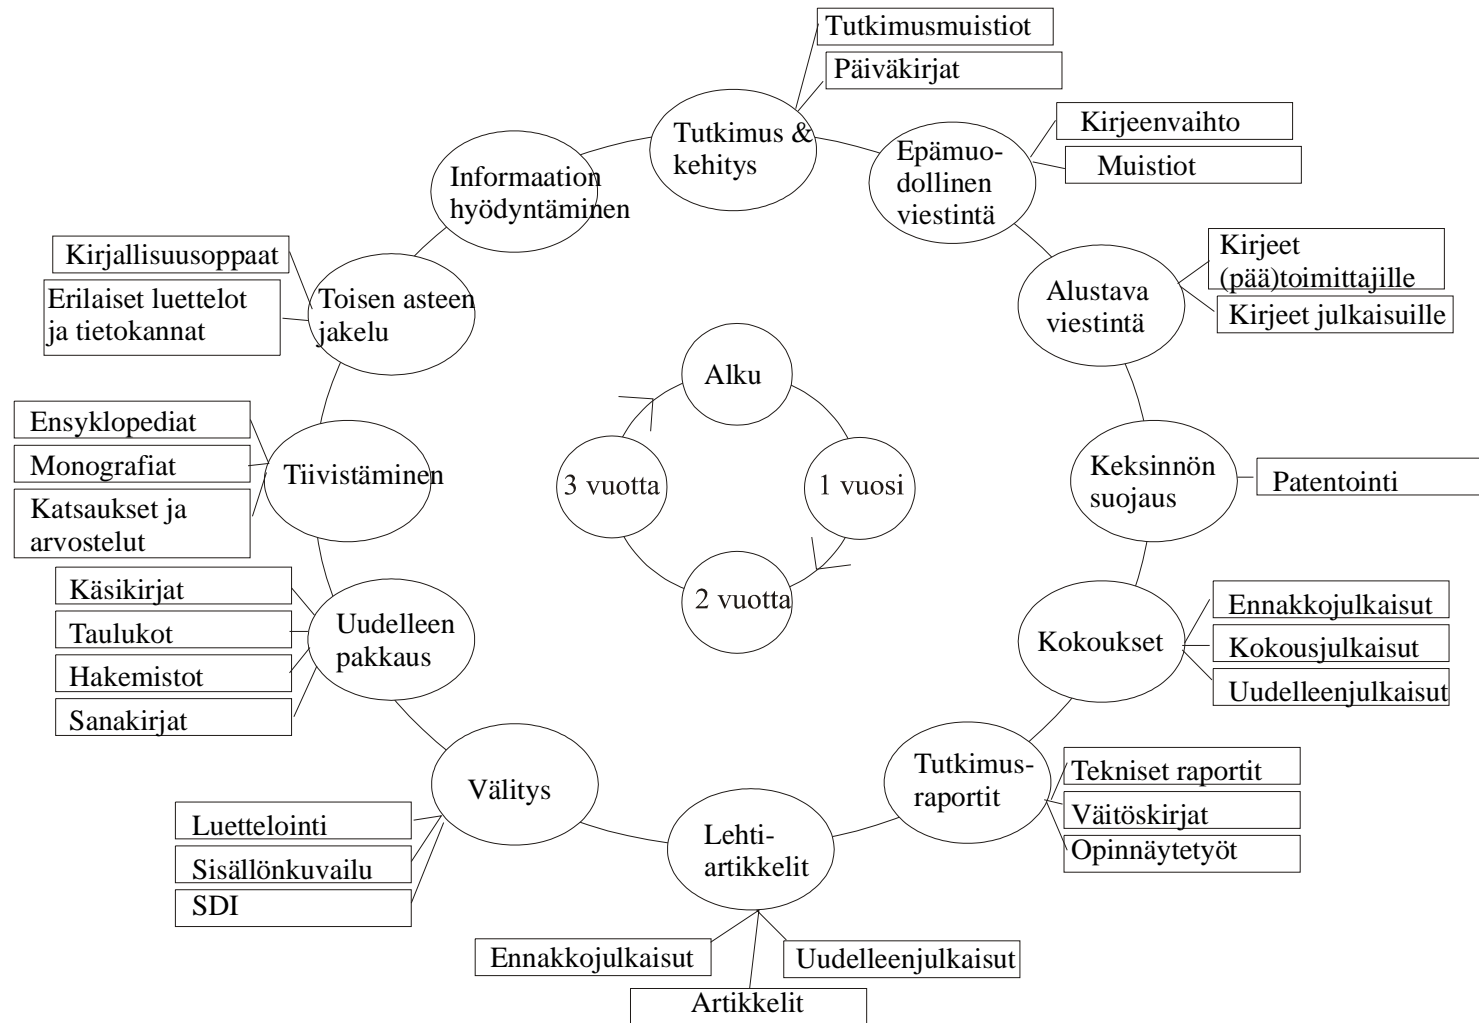 Tutkimusmuistiot
Päiväkirjat
Tutkimus &
kehitys
Epämuo-
dollinen
viestintä
Kirjeenvaihto
Muistiot
Alustava
viestintä
Kirjeet
(pää)toimittajille
Kirjeet julkaisuille
Keksinnön
suojaus
Patentointi
Kokoukset
Ennakkojulkaisut
Kokousjulkaisut
Uudelleenjulkaisut
Tutkimus-
raportit
Tekniset raportit
Väitöskirjat
Opinnäytetyöt
Lehti-
artikkelit
Ennakkojulkaisut
Uudelleenjulkaisut
Artikkelit
Välitys
Luettelointi
Sisällönkuvailu
SDI
Uudelleen
pakkaus
Käsikirjat
Taulukot
Hakemistot
Sanakirjat
Tiivistäminen
Ensyklopediat
Monografiat
Katsaukset ja
arvostelut
Toisen asteen
jakelu
Kirjallisuusoppaat
Erilaiset luettelot
ja tietokannat
Informaation
hyödyntäminen
Alku
1 vuosi
2 vuotta
3 vuotta